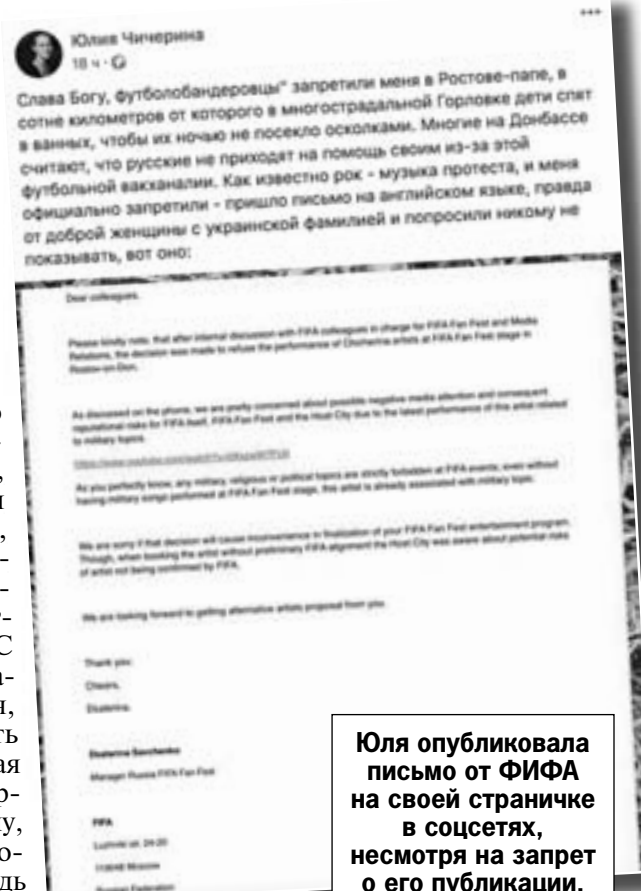 Юлия Чичерина
18 ч ·
Слава Богу, футболобандеровцы" запретили меня в Ростове-папе, в
сотне километров от которого в многострадальной Горловке дети спят
в ванных, чтобы их ночью не посекло осколками. Многие на Донбассе
считают, что русские не приходят на помощь своим из-за этой
футбольной вакханалии. Как известно рок - музыка протеста, и меня
официально запретили - пришло письмо на английском языке, правда
от доброй женщины с украинской фамилией и попросили никому не
показывать, вот оно:
Dear colleagues,
Please kindly note, that after internal discussion with FIFA colleagues in charge for FIFA Fan Fest and Media
Relations, the decision was made to refuse the performance of Chicherina artists at FIFA Fan Fest stage in
Rostov-on-Don.
As discussed on the phone, we are pretty concerned about possible negative media attention and consequent
reputational risks for FIFA itself, FIFA Fan Fest and the Host City due to the latest performance of this artist related
to military topics.
As you perfectly know, any military, religious or political topics are strictly forbidden at FIFA events, even without
having military songs performed at FIFA Fan Fest stage, this artist is already associated with military topic.
We are sorry if that decision will cause inconvenience in finalization of your FIFA Fan Fest entertainment program.
Though, when booking the artist without preliminary FIFA alignment the Host City was aware about potential risks
of artist not being confirmed by FIFA.
We are looking forward to getting alternative artists proposal from you.
Thank you
Cheers,
Ekaterina.
Ekaterina Savchenko
Manager Russia FIFA Fan Fest
FIFA
Luzhniki str. 24-20
119048 Moscow
Russian Federation
Юля опубликовала
письмо от ФИФА
на своей страничке
в соцсетях,
несмотря на запрет
о его публикации.